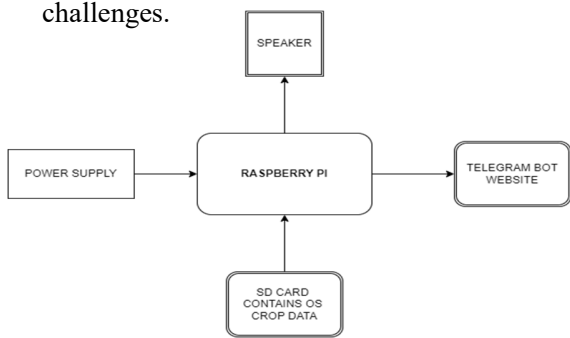 challenges.
SPEAKER
POWER SUPPLY
RASPBERRY PI
TELEGRAM BOT
WEBSITE
SD CARD
CONTAINS OS
CROP DATA